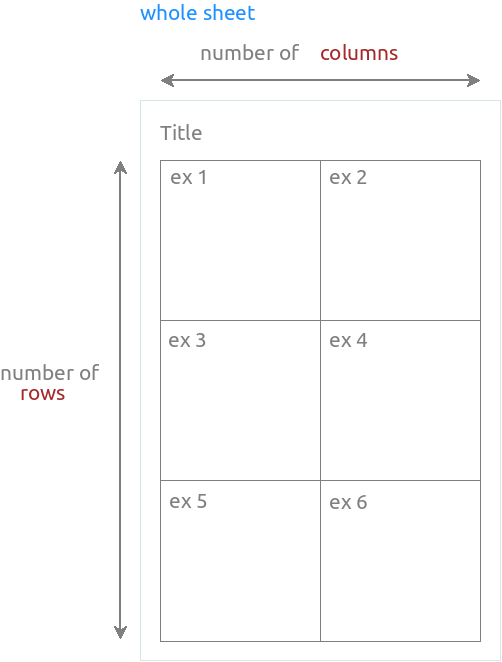 whole sheet
number of columns
Title
ex 1
ex 2
ex 3
ex 4
number of
rows
ex 5
ex 6